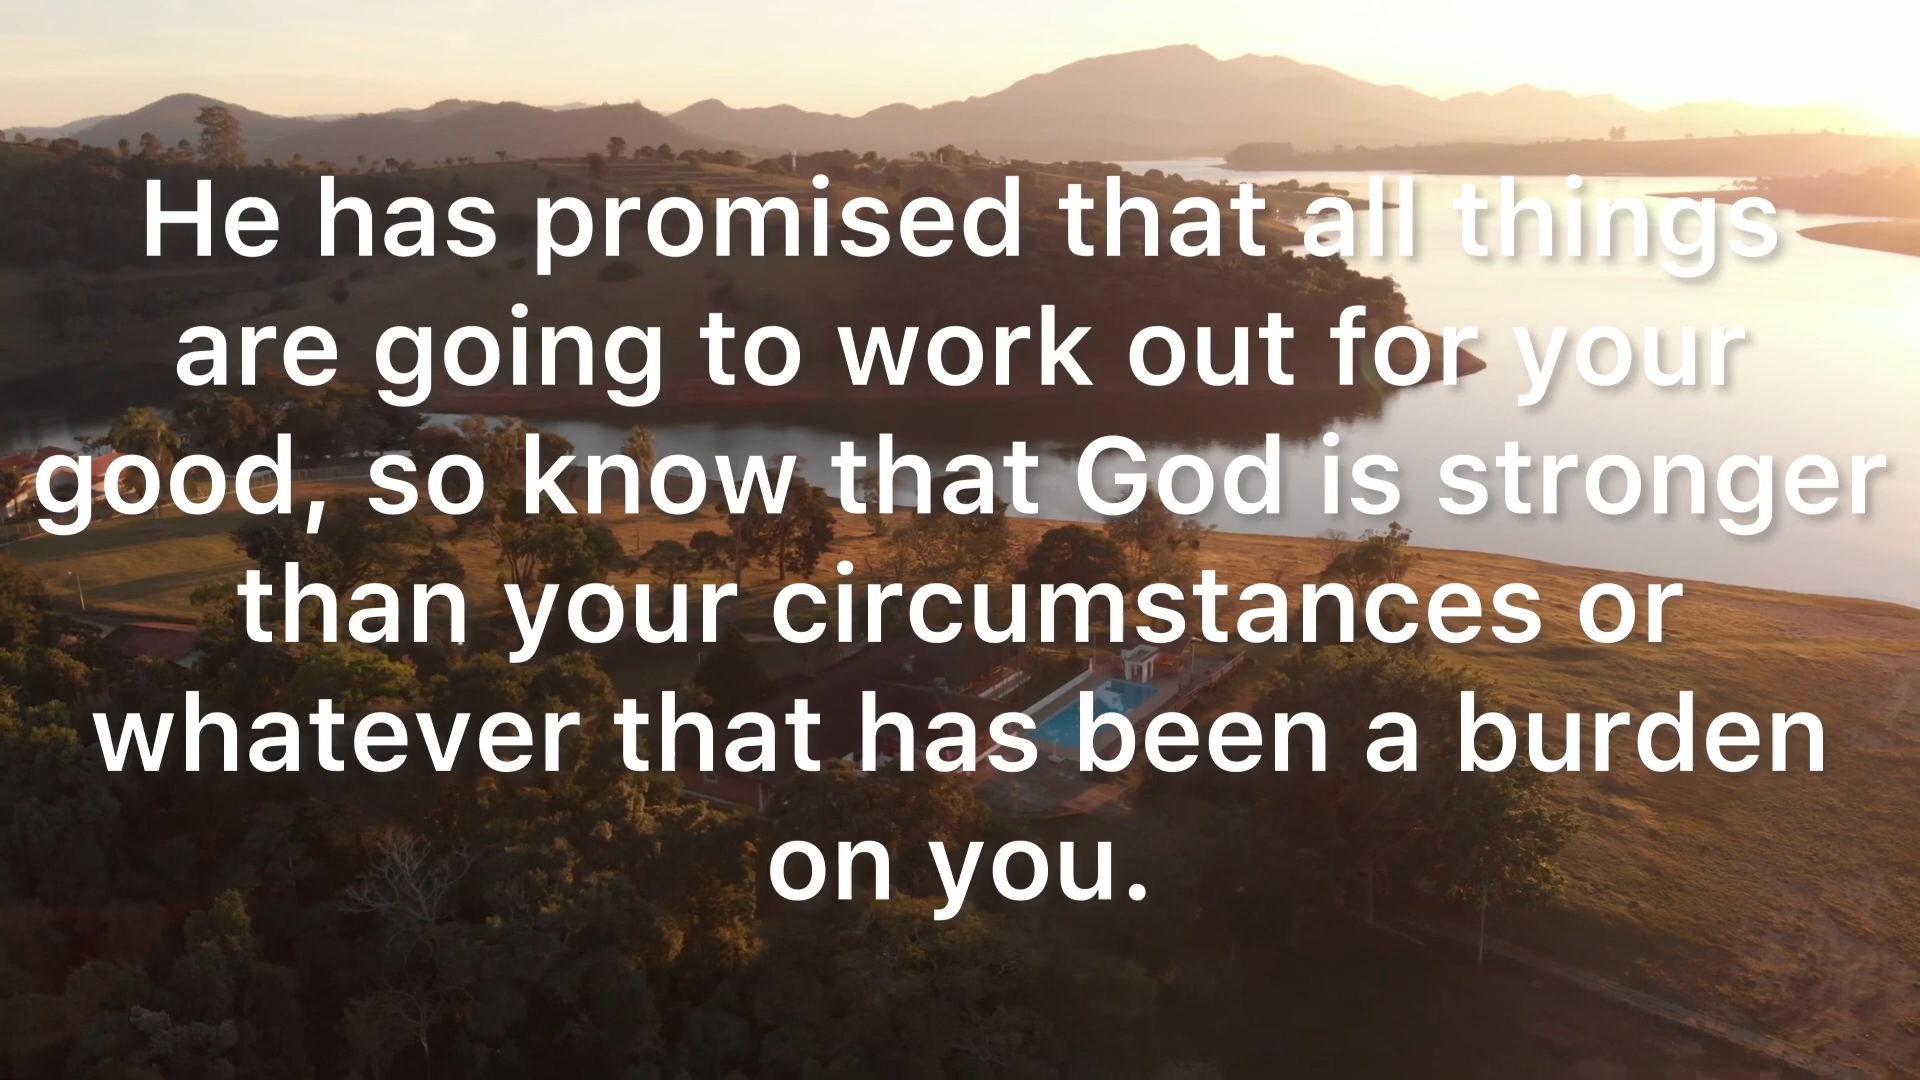 He has promised that all things
are going to work out for your
good, so know that God is stronger
than your circumstances or
whatever that has been a burden
on you.